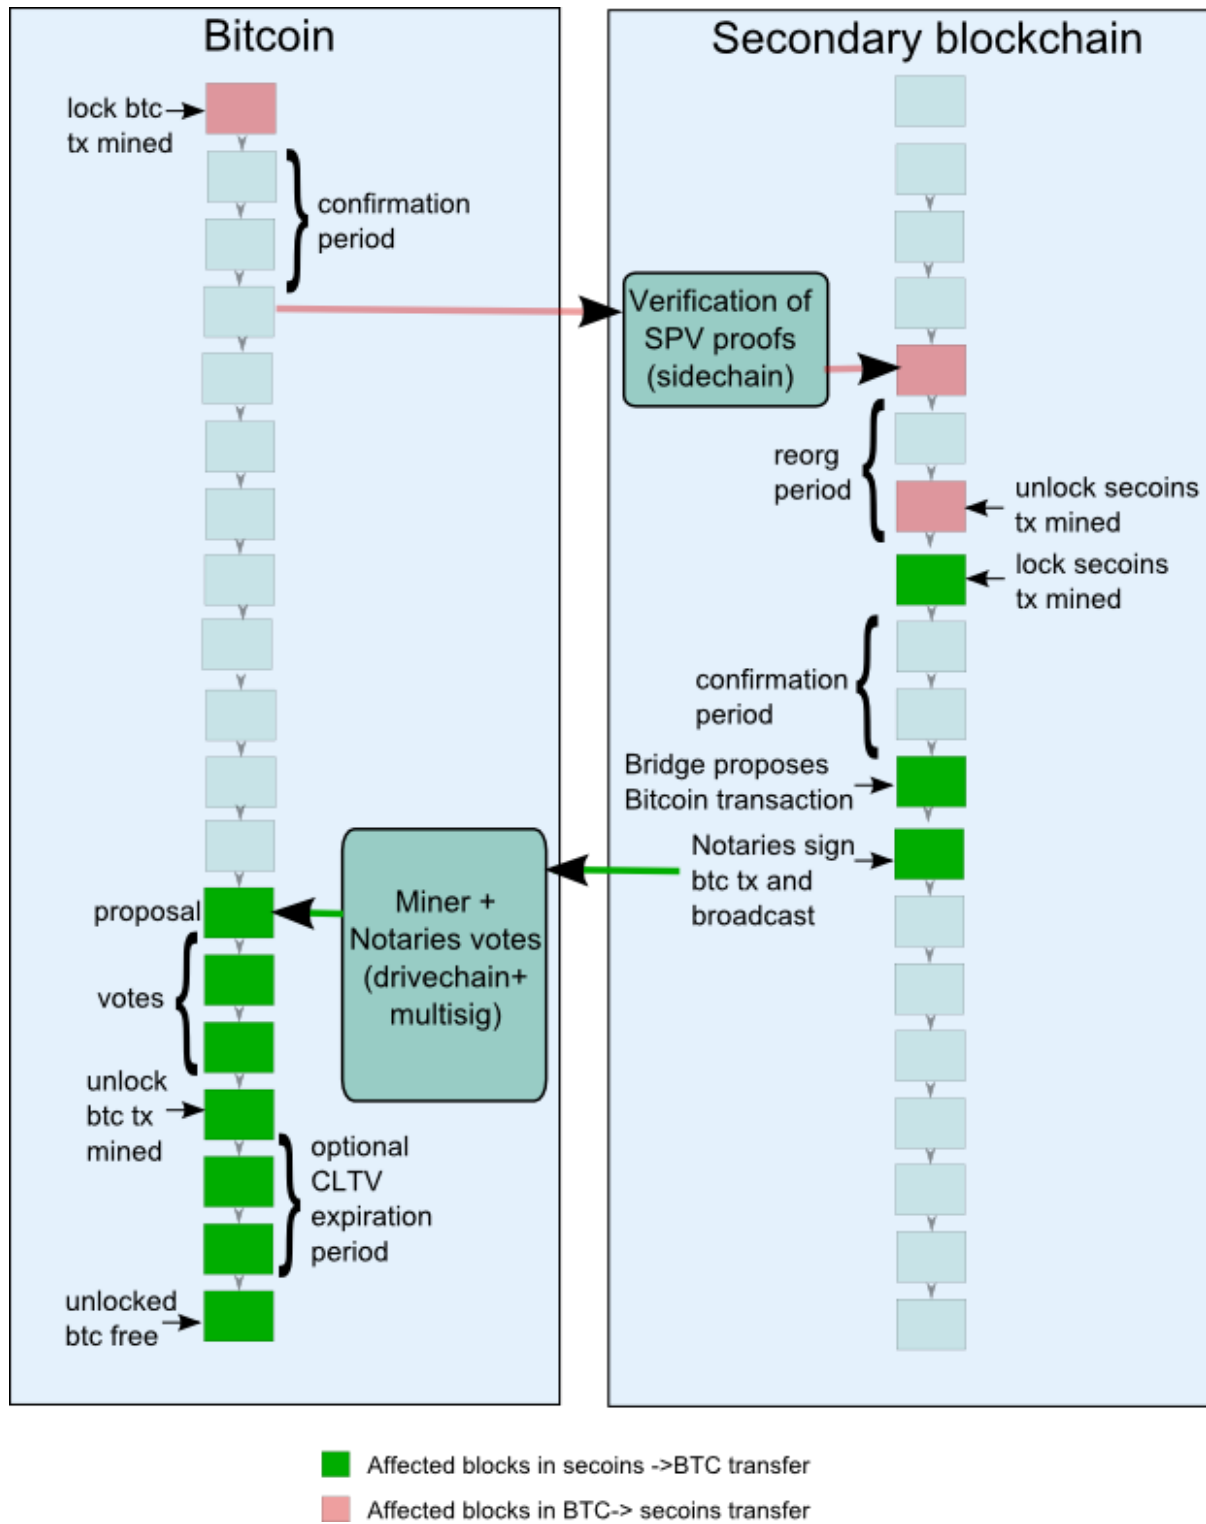 Bitcoin
lock btc
tx mined
confirmation
period
proposal
votes
unlock
btc tx
mined
optional
CLTV
expiration
period
unlocked
btc free
Verification of
SPV proofs
(sidechain)
Miner +
Notaries votes
(drivechain+
multisig)
Secondary blockchain
reorg
period
unlock secoins
tx mined
lock secoins
tx mined
confirmation
period
Bridge proposes
Bitcoin transaction
Notaries sign
btc tx and
broadcast
Affected blocks in secoins ->BTC transfer
Affected blocks in BTC-> secoins transfer